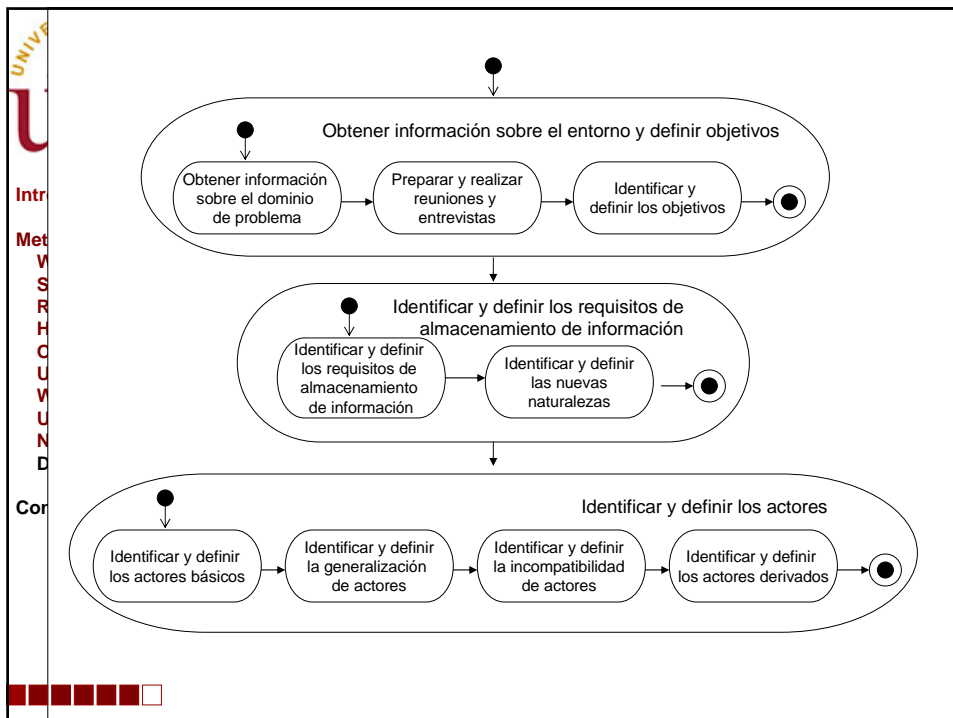 UNIVE
U
Intr
Met
W
S
R
H
U
W
U
N
D
Con
Obtener información sobre el entorno y definir objetivos
Obtener información
sobre el dominio
de problema
Preparar y realizar
reuniones y
entrevistas
Identificar y
definir los objetivos
Identificar y definir los requisitos de
almacenamiento de información
Identificar y definir
los requisitos de
almacenamiento
de información
Identificar y definir
las nuevas
naturalezas
Identificar y definir los actores
Identificar y definir
los actores básicos
Identificar y definir
la generalización
de actores
Identificar y definir
la incompatibilidad
de actores
Identificar y definir
los actores derivados